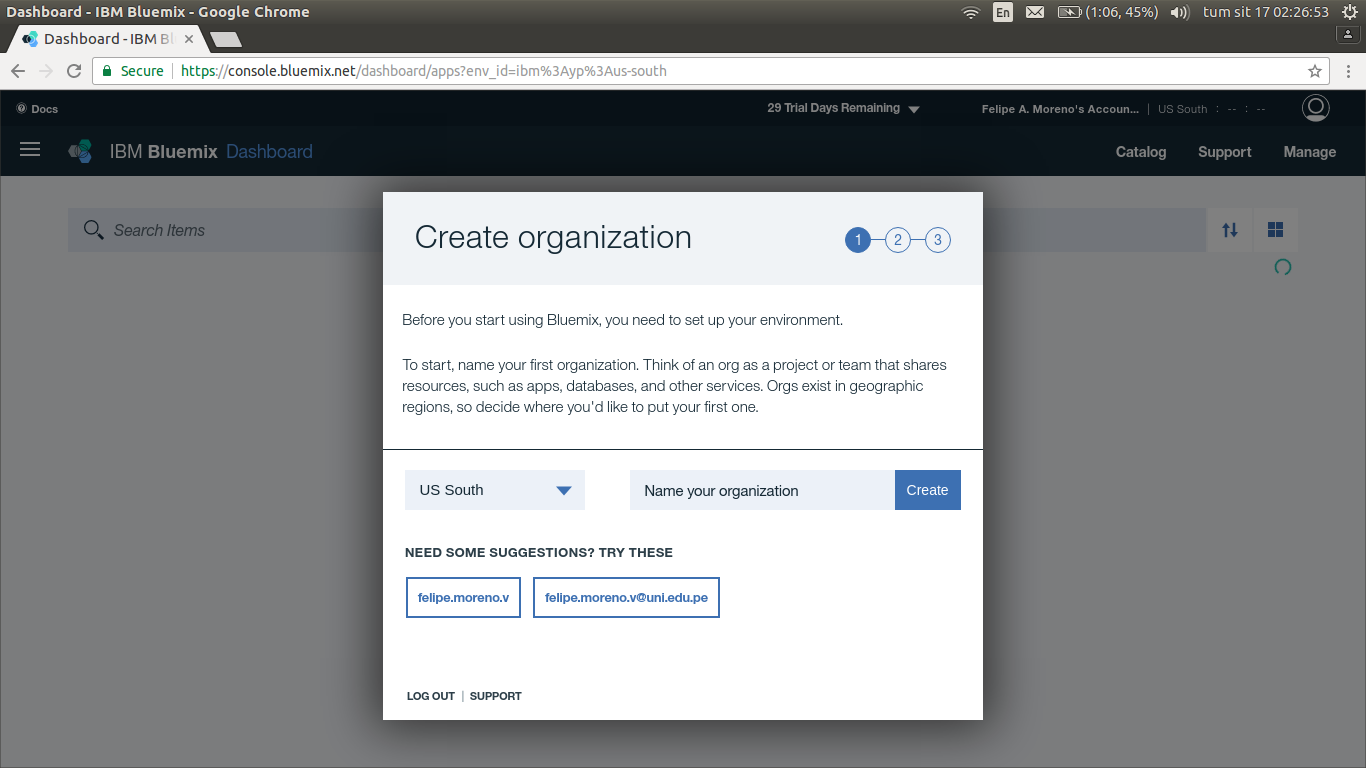 Dashboard - IBM Bluemix - Google Chrome
En
(1:06, 45%)
tum sit 17 02:26:53
Dashboard - IBM Bl
Secure
https://console.bluemix.net/dashboard/apps?env_id=ibm%3Ayp%3Aus-south
Docs
29 Trial Days Remaining
Felipe A. Moreno's Accoun... | US South : -- : --
IBM Bluemix Dashboard
Catalog
Support
Manage
Search Items
Create organization
1
2
3
Before you start using Bluemix, you need to set up your environment.
To start, name your first organization. Think of an org as a project or team that shares
resources, such as apps, databases, and other services. Orgs exist in geographic
regions, so decide where you'd like to put your first one.
US South
Name your organization
Create
NEED SOME SUGGESTIONS? TRY THESE
felipe.moreno.v
felipe.moreno.v@uni.edu.pe
LOG OUT | SUPPORT